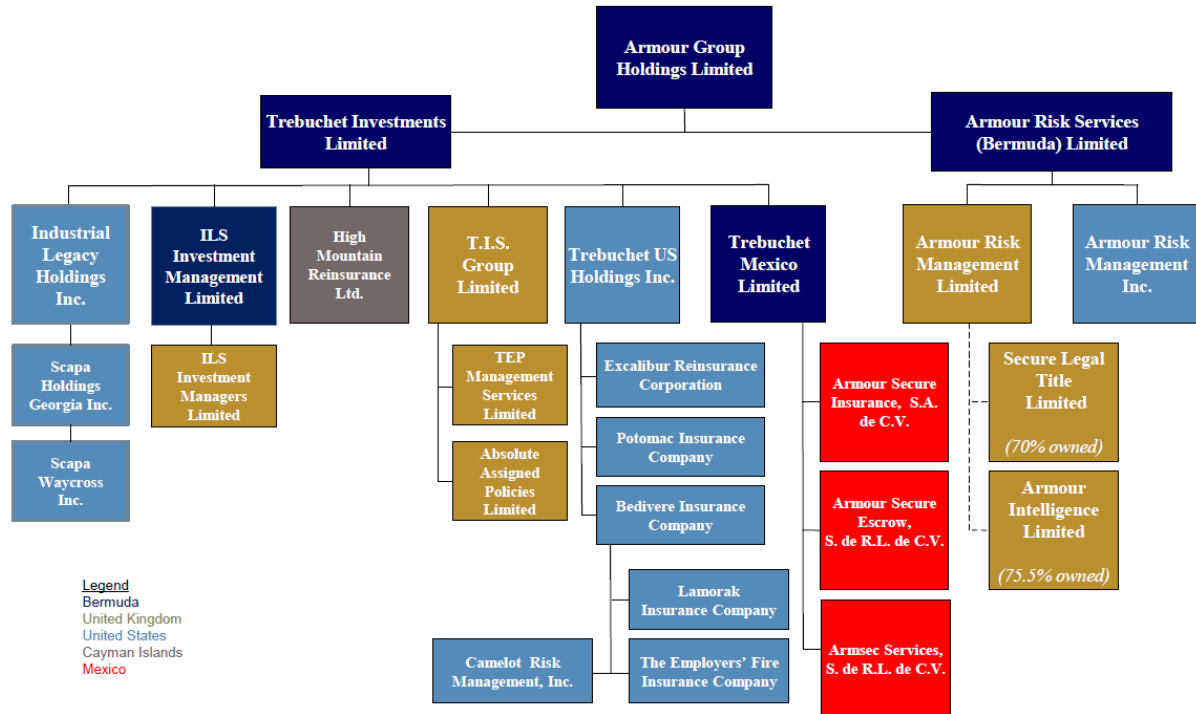 Armour Group
Holdings Limited
Trebuchet Investments
Limited
Armour Risk Services
(Bermuda) Limited
Industrial
Legacy
Holdings
Inc.
ILS
Investment
Management
Limited
High
Mountain
Reinsurance
Ltd.
T.I.S.
Group
Limited
Trebuchet US
Holdings Inc.
Trebuchet
Mexico
Limited
Armour Risk
Management
Limited
Armour Risk
Management
Inc.
Scapa
Holdings
Georgia Inc.
Scapa
Waycross
Inc.
ILS
Investment
Managers
Limited
TEP
Management
Services
Limited
Absolute
Assigned
Policies
Limited
Excalibur Reinsurance
Corporation
Potomac Insurance
Company
Bedivere Insurance
Company
Lamorak
Insurance Company
Camelot Risk
Management, Inc.
The Employers' Fire
Insurance Company
Armour Secure
Insurance, S.A.
de C.V.
Armour Secure
Escrow,
S. de R.L. de C.V.
Armsec Services,
S. de R.L. de C.V.
Secure Legal
Title
Limited
(70% owned)
Armour
Intelligence
Limited
(75.5% owned)
Legend
Bermuda
United Kingdom
United States
Cayman Islands
Mexico